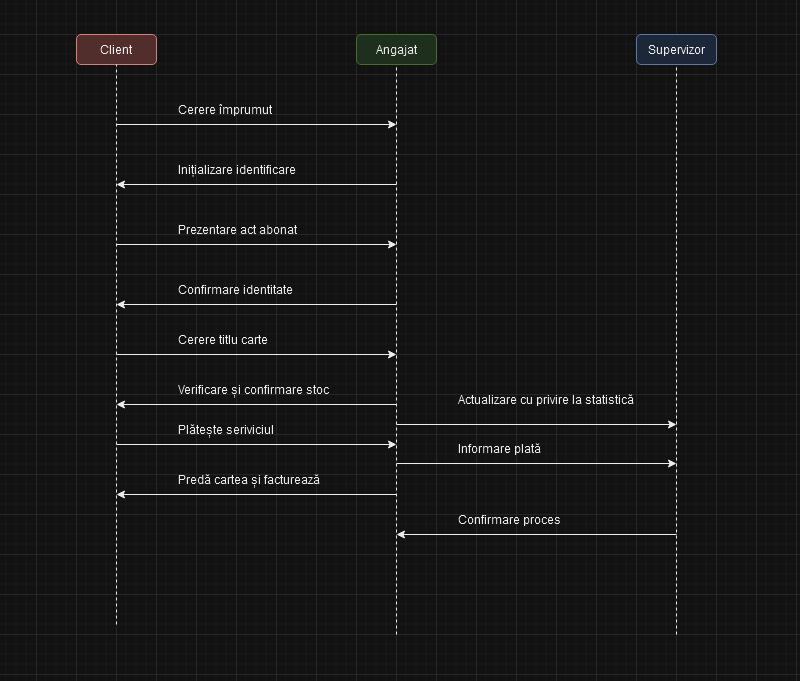 Client
Angajat
Supervizor
Cerere împrumut
Inițializare identificare
Prezentare act abonat
Confirmare identitate
Cerere titlu carte
Verificare și confirmare stoc
Actualizare cu privire la statistică
Plătește seriviciul
Informare plată
Predă cartea și facturează
Confirmare proces